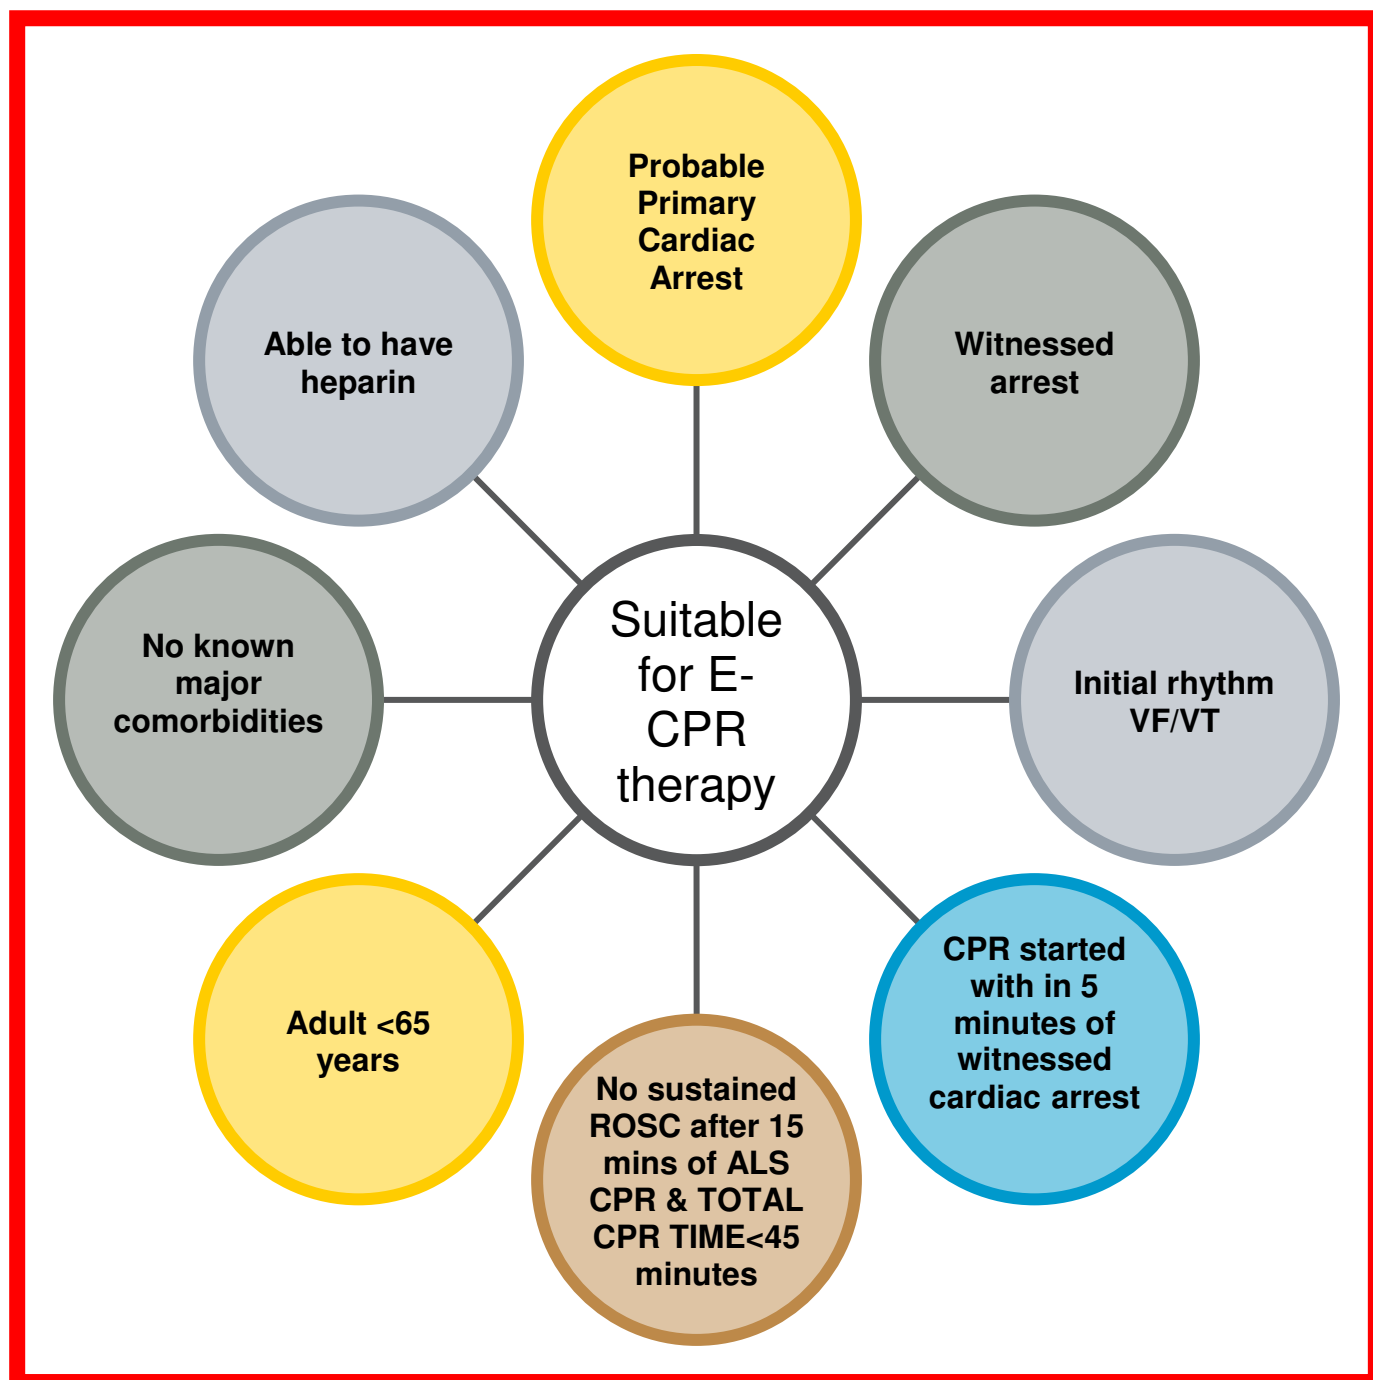 Probable
Primary
Cardiac
Arrest
Witnessed
arrest
Initial rhythm
VF/VT
CPR started
with in 5
minutes of
witnessed
cardiac arrest
No sustained
ROSC after 15
mins of ALS
CPR & TOTAL
CPR TIME<45
minutes
Adult <65
years
No known
major
comorbidities
Able to have
heparin
Suitable
for E-
CPR
therapy